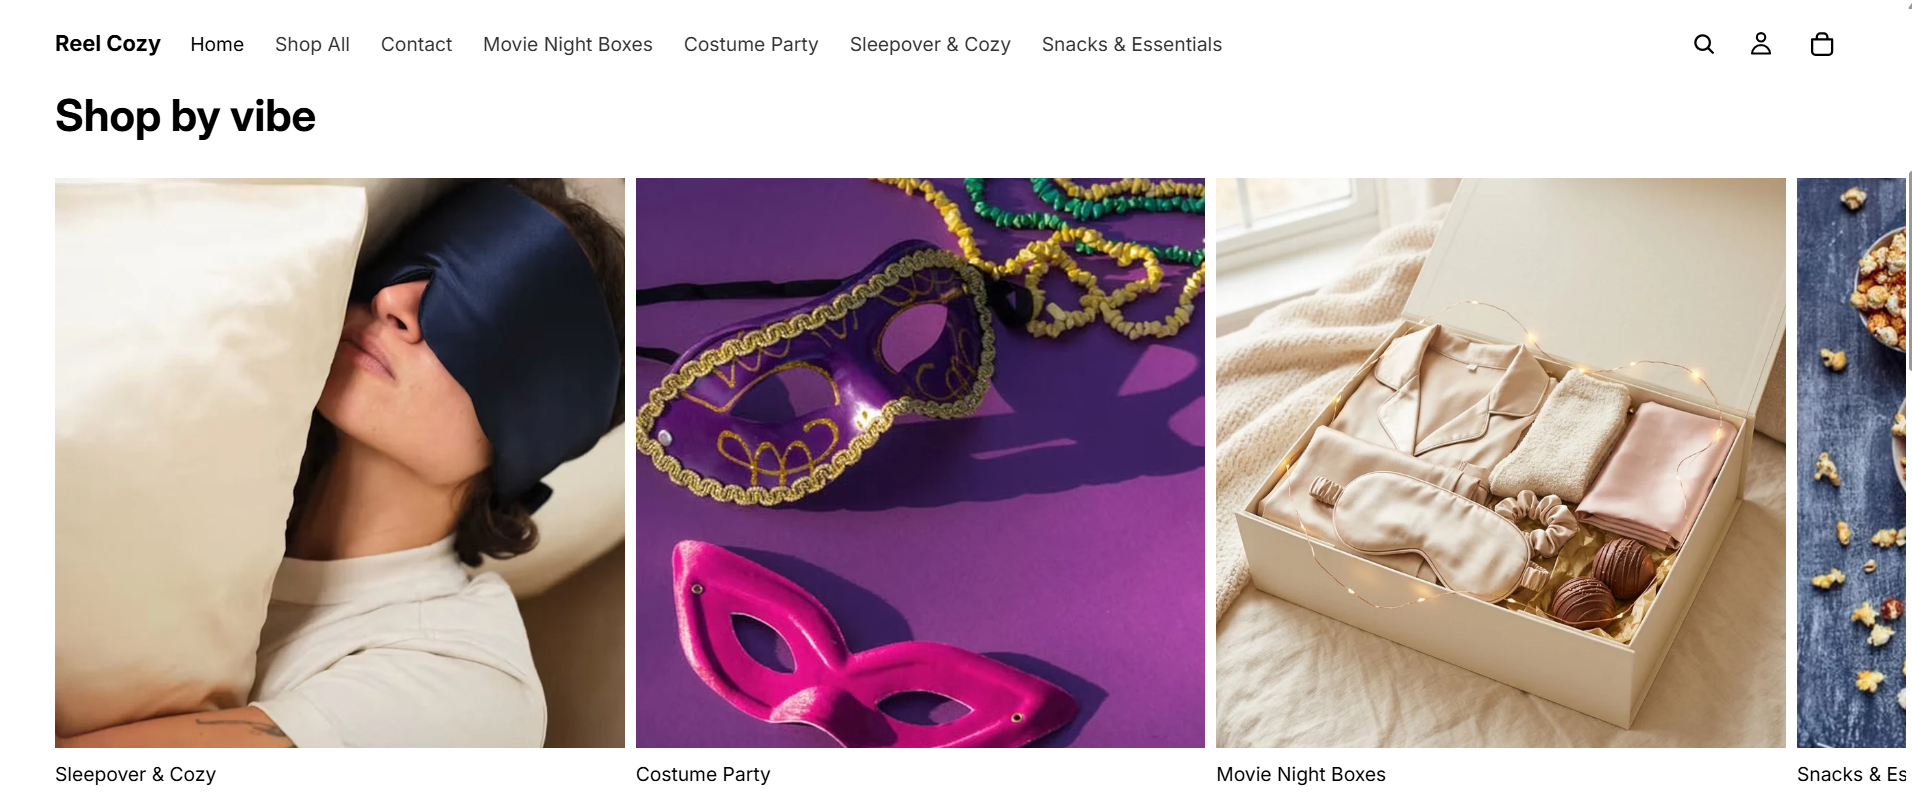 Reel Cozy Home Shop All Contact Movie Night Boxes Costume Party Sleepover & Cozy Snacks & Essentials
Shop by vibe
Sleepover & Cozy
Costume Party
Movie Night Boxes
Snacks & Es